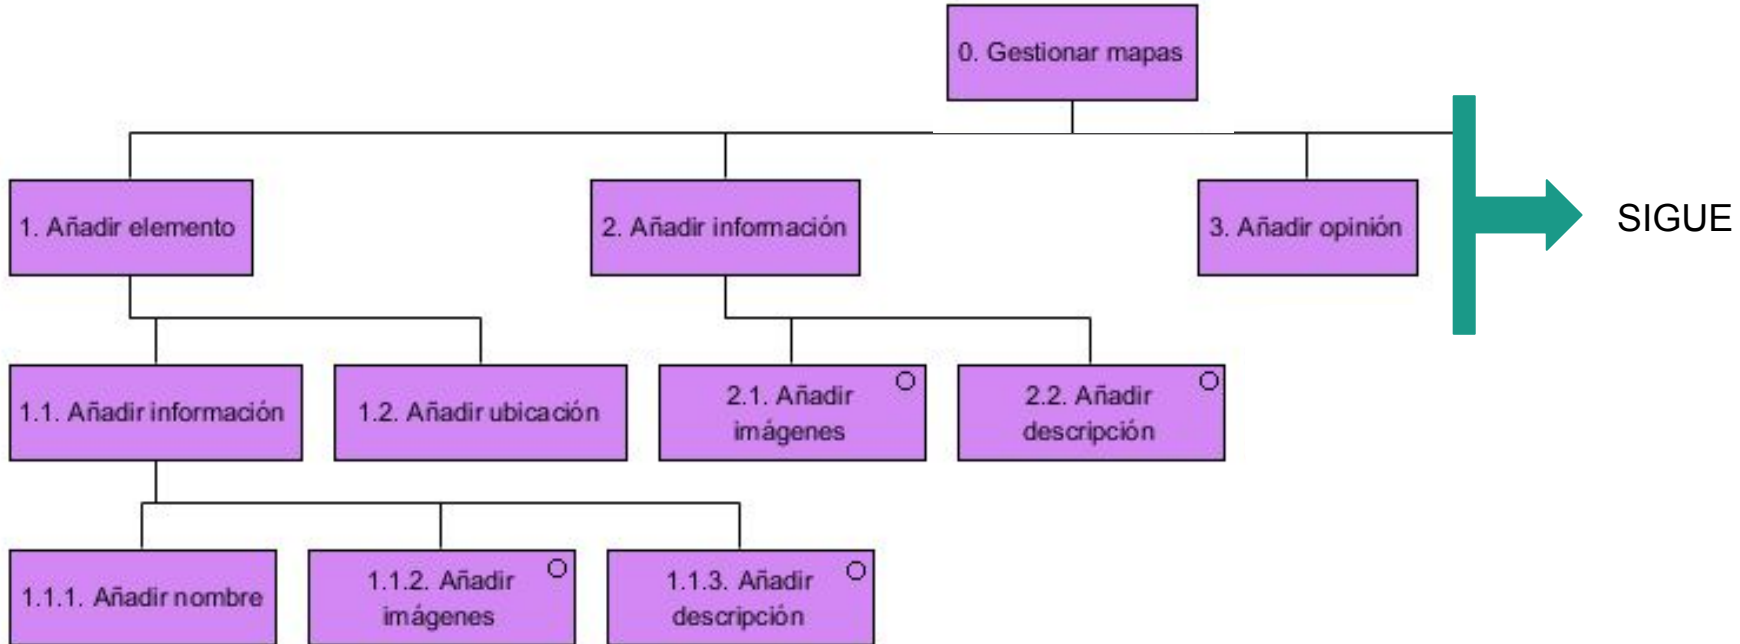 0. Gestionar mapas
1. Añadir elemento
2. Añadir información
3. Añadir opinión
SIGUE
1.1. Añadir información
1.2. Añadir ubicación
2.1. Añadir
imágenes
2.2. Añadir
descripción
1.1.1. Añadir nombre
1.1.2. Añadir
imágenes
1.1.3. Añadir
descripción